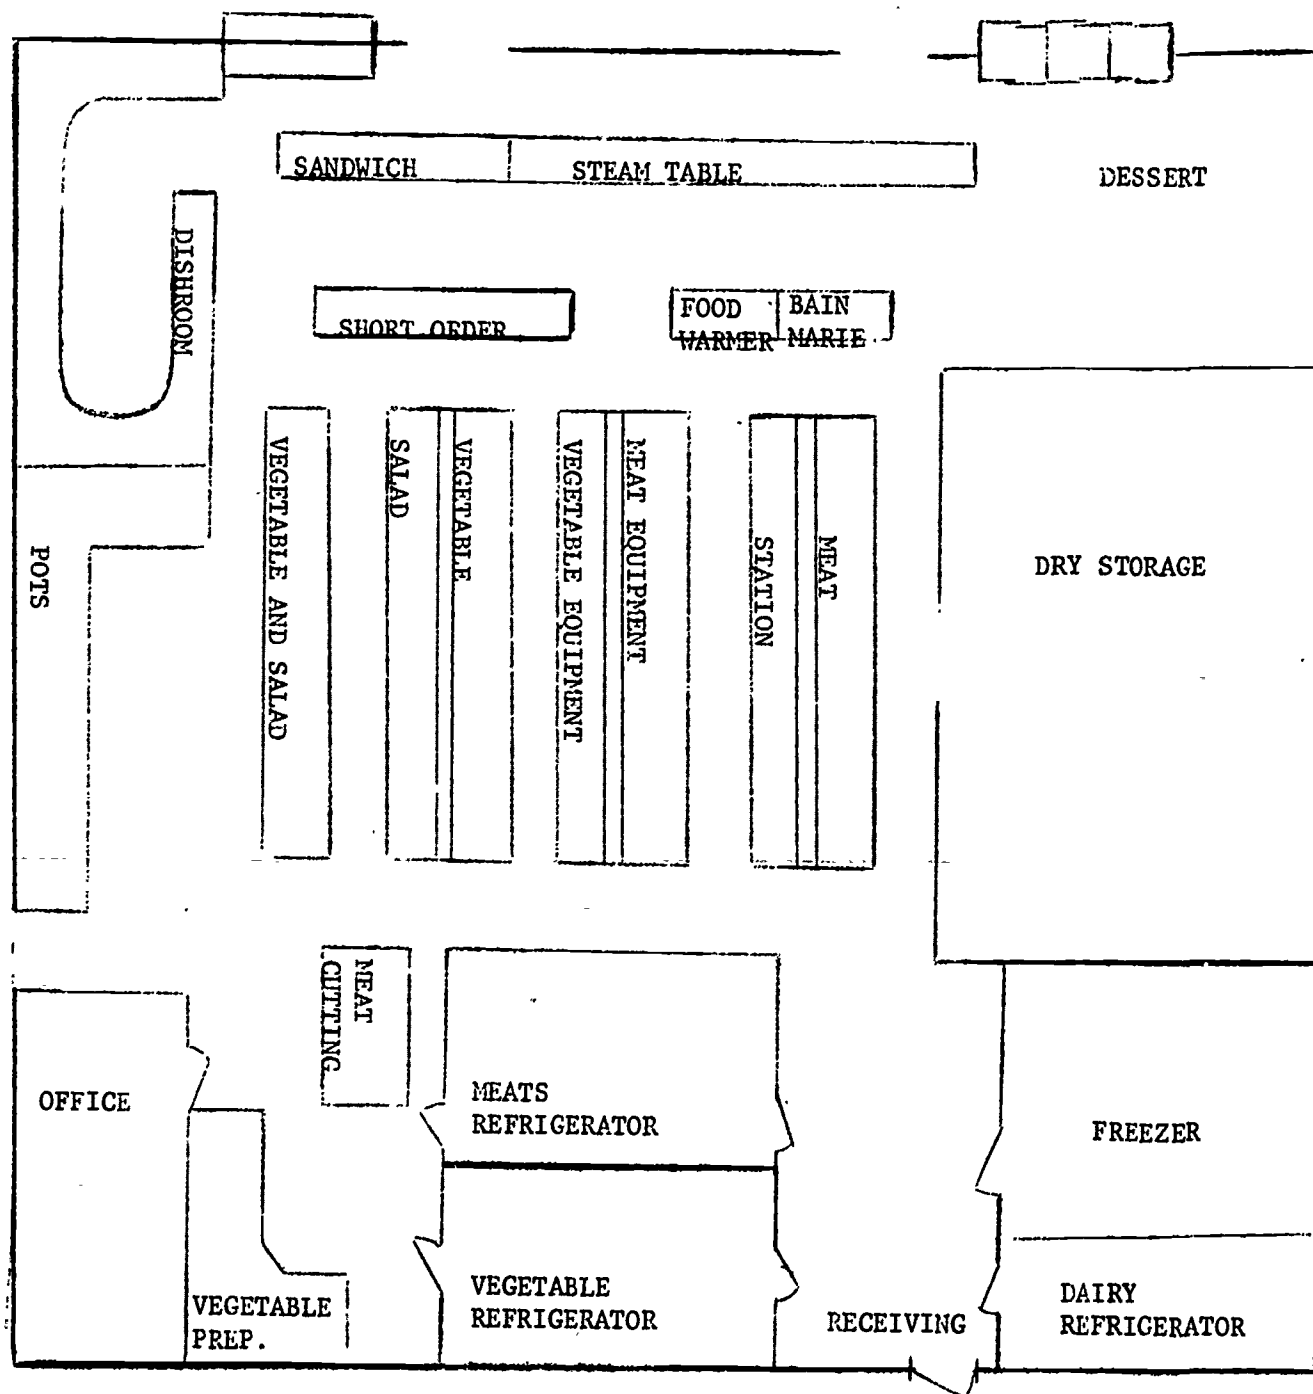 SANDWICH
STEAM TABLE
DESSERT
DISHROOM
SHORT ORDER
FOOD
WARMER
BAIN
MARIE
VEGETABLE AND SALAD
SALAD
VEGETABLE
VEGETABLE EQUIPMENT
MEAT EQUIPMENT
STATION
MEAT
DRY STORAGE
POTS
MEAT
CUTTING
OFFICE
MEATS
REFRIGERATOR
FREEZER
VEGETABLE
PREP.
VEGETABLE
REFRIGERATOR
RECEIVING
DAIRY
REFRIGERATOR